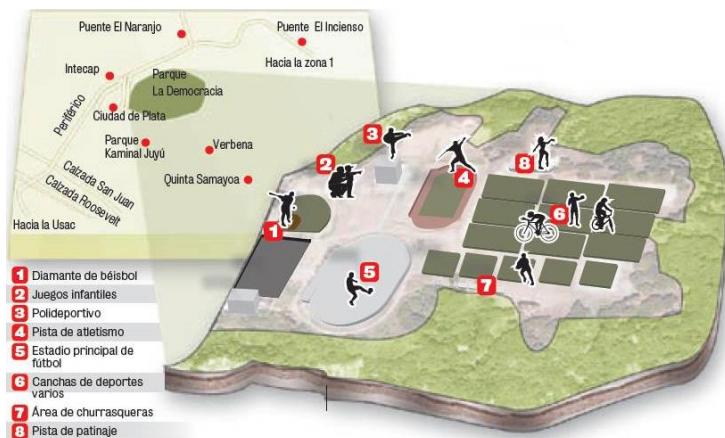 Puente El Naranjo
Puente El Incienso
Hacia la zona 1
Intecap
Parque
La Democracia
Periférico
Ciudad de Plata
Parque
Kaminal Juyú
Verbena
Quinta Samayoa
Calzada San Juan
Calzada Roosevelt
Hacia la Usac
3
2
4
8
1
6
5
7
1 Diamante de béisbol
2 Juegos infantiles
3 Polideportivo
4 Pista de atletismo
5 Estadio principal de
fútbol
6 Canchas de deportes
varios
7 Área de churrasqueras
8 Pista de patinaje